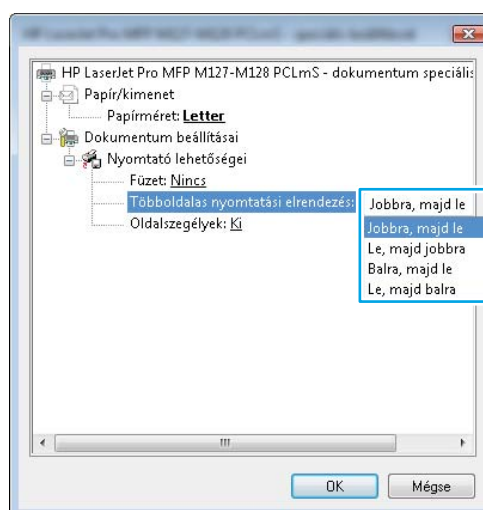 HP LaserJet Pro MFP M127-M128 PCLmS - dokumentum speciális
Papír/kimenet
Papírméret: Letter
Dokumentum beállításai
Nyomtató lehetőségei
Füzet: Nincs
Többoldalas nyomtatási elrendezés: Jobbra, majd le
Jobbra, majd le
Oldalszegélyek: Ki
Le, majd jobbra
Balra, majd le
Le, majd balra
OK Mégse